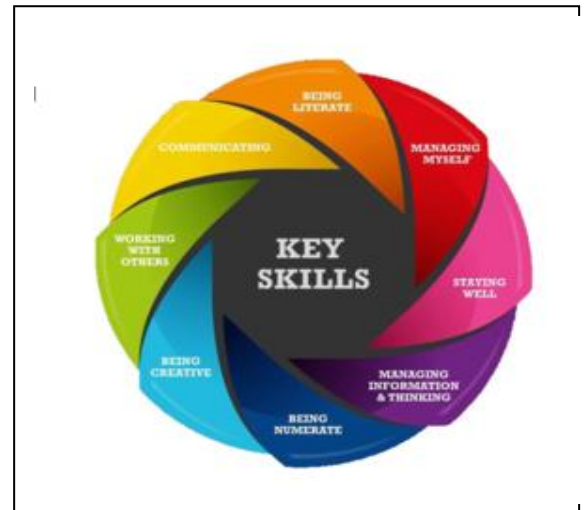 KEY
SKILLS
BEING
LITERATE
MANAGING
MYSELF
STAYING
WELL
MANAGING
INFORMATION
& THINKING
BEING
NUMERATE
BEING
CREATIVE
WORKING
WITH
OTHERS
COMMUNICATING